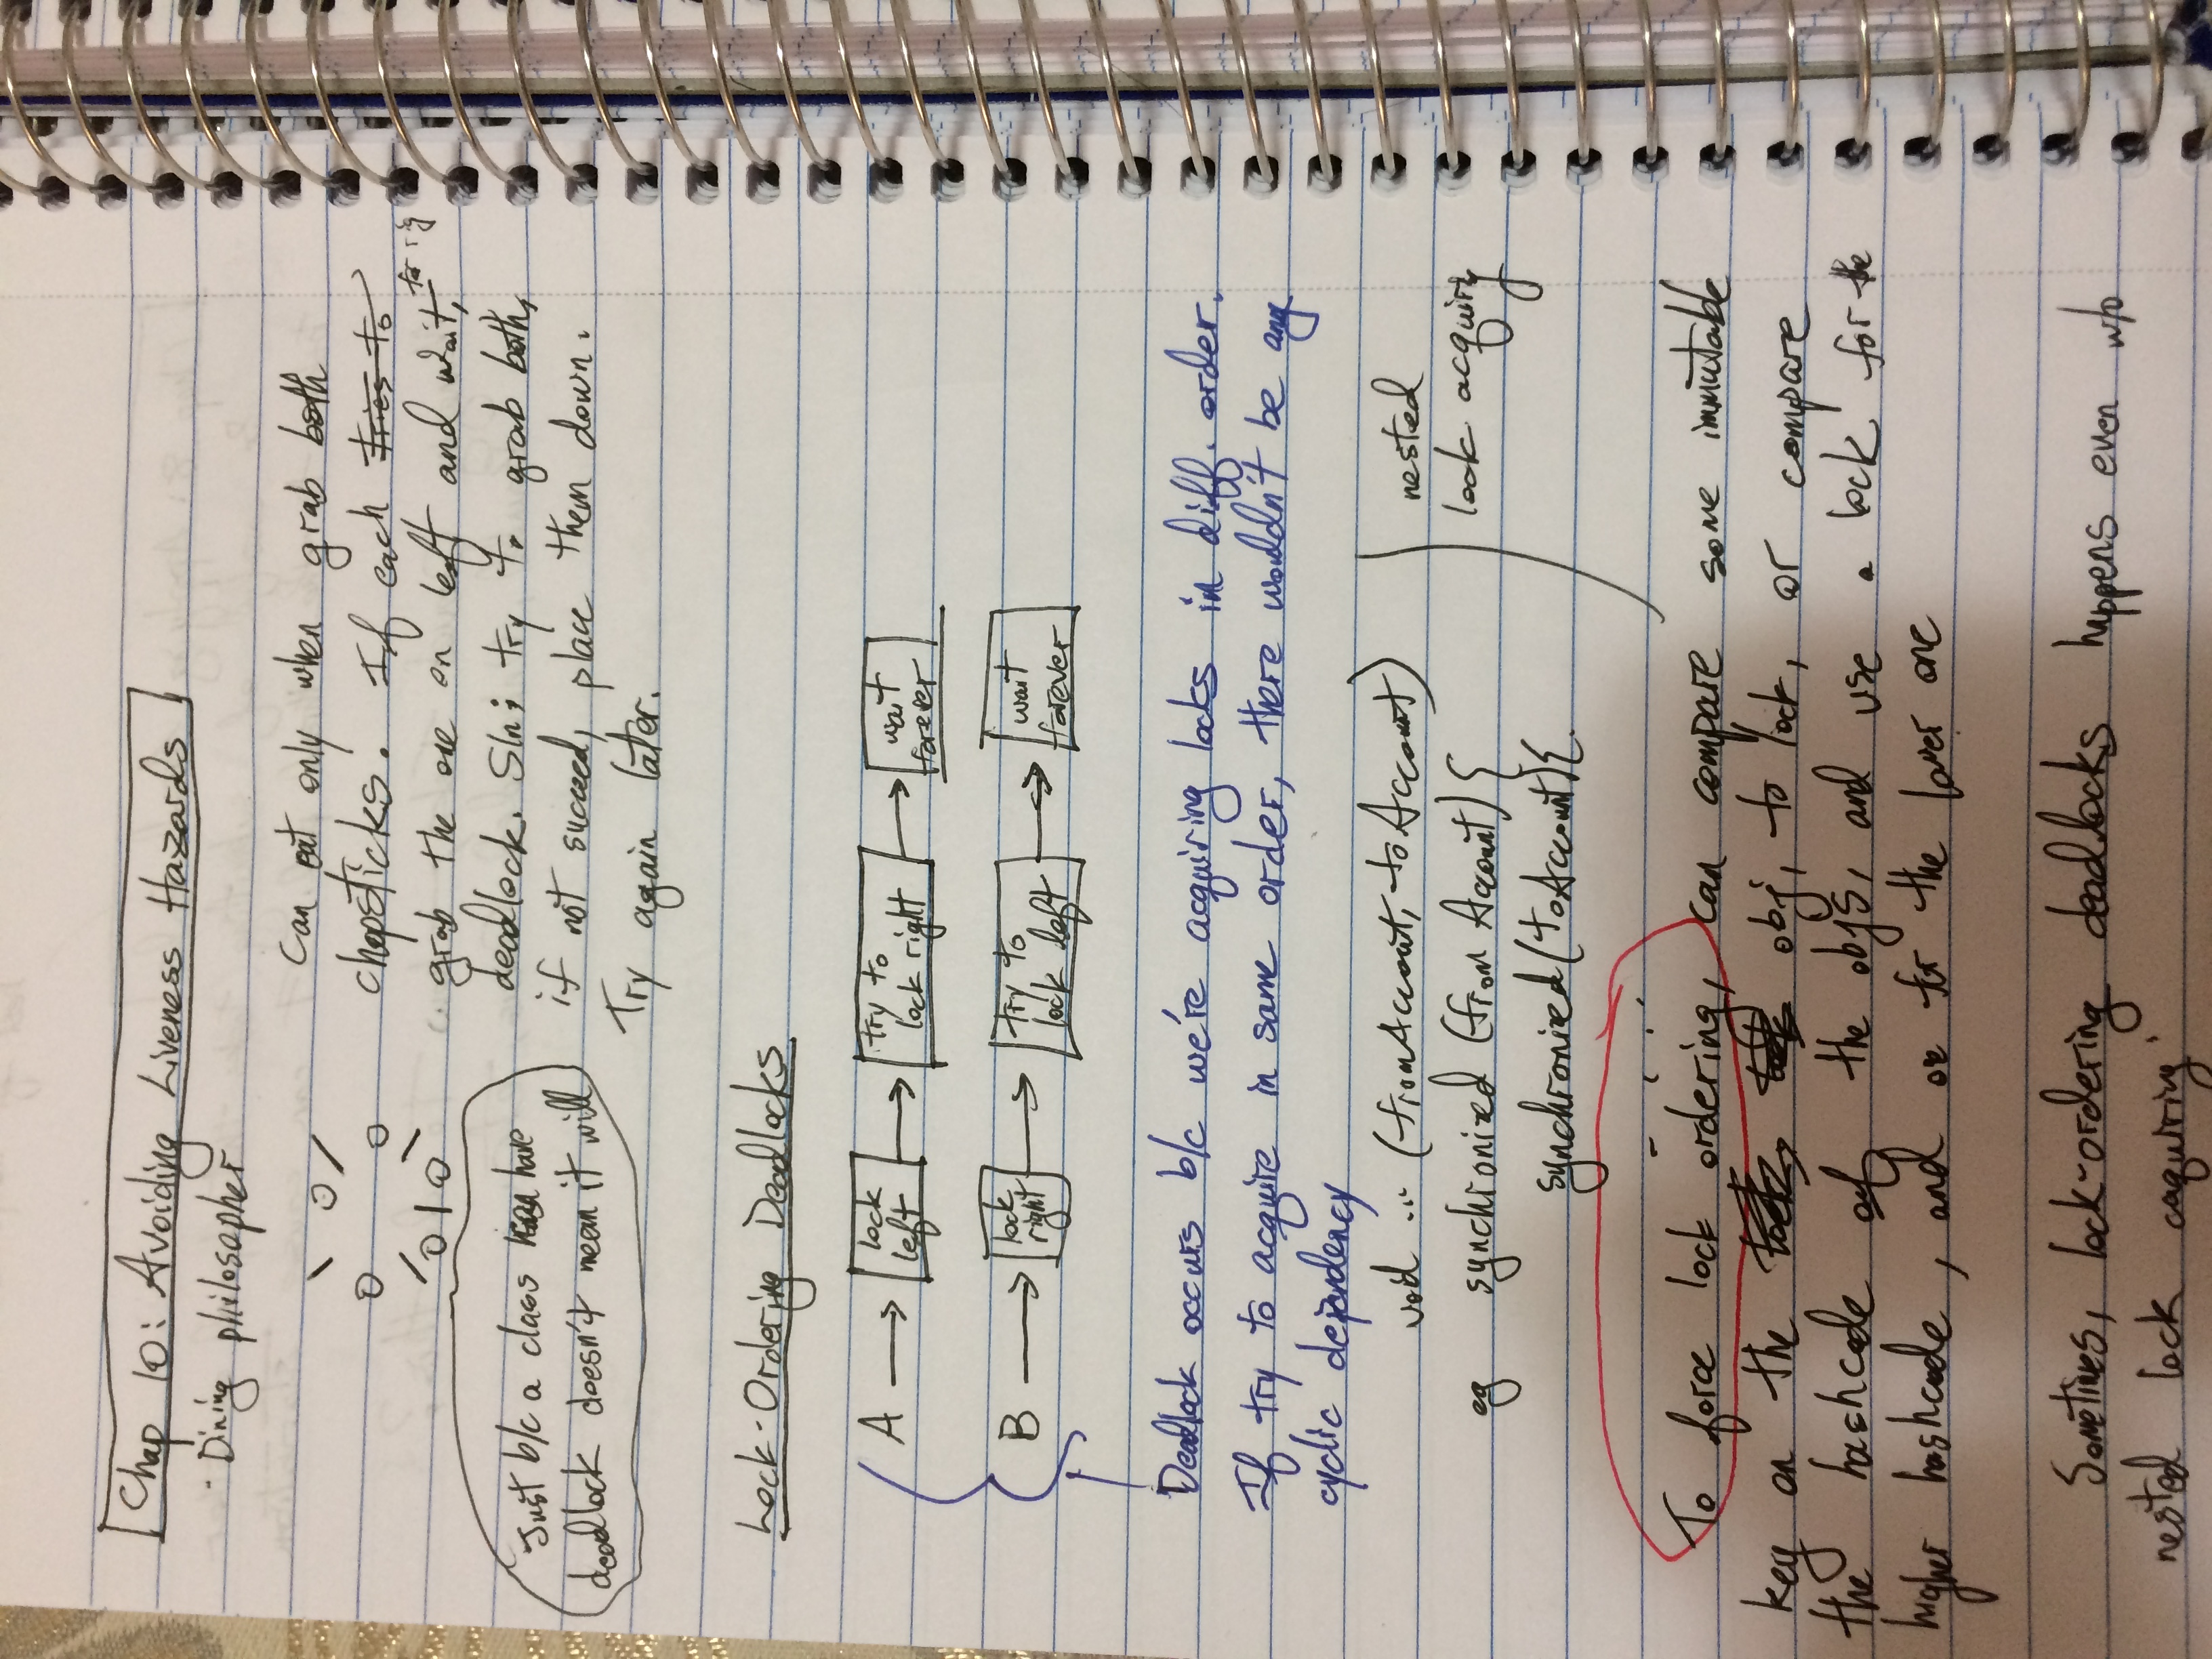 Chap 10: Avoiding Liveness Hazards
· Dining philosopher
Can eat only when grab both
chopsticks. If each tries to
grab the one on left and wait, for rig
deadlock. Sln; try to grab both,
if not succeed, place them down.
Try again later.
Just b/c a class can have
deadlock doesn't mean it will
Lock-Ordering Deadlocks
A → lock left → try to lock right → wait forever
B → lock right → try to lock left → wait forever
Deadlock occurs b/c we're acquiring locks in diff. order.
If try to acquire in same order, there wouldn't be any
cyclic dependency
void ... (fromAccount, toAccount)
eg synchronized (from Account) {
synchronized (toAccount) {.
nested
lock acquiry
To force lock ordering, can compare some immutable
key on the obj, to lock, or compare
the hashcode of the objs, and use a lock for the
higher hashcode, and oe for the lower one
Sometimes, lock-ordering deadlocks happens even w/o
nested lock caquiring